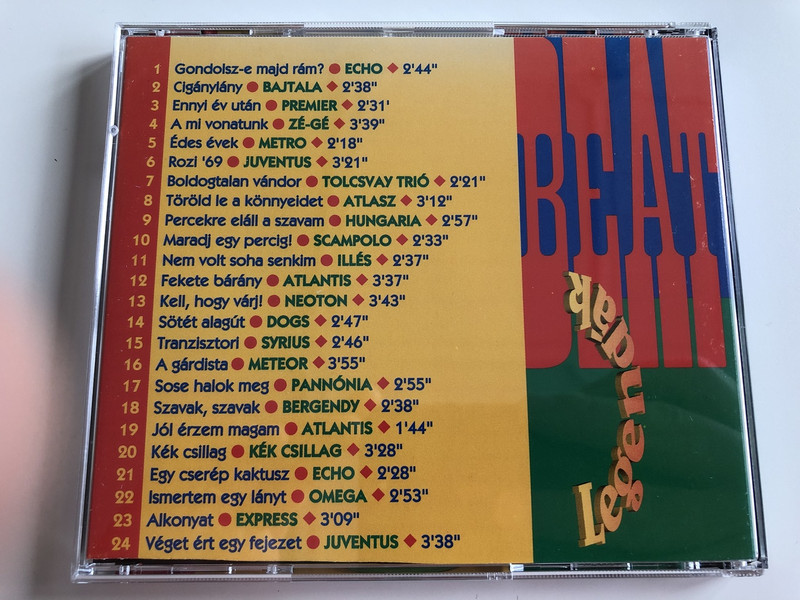 1 Gondolsz-e majd rám? ● ECHO ◆ 2'44"
2 Cigánylány ● BAJTALA ◆ 2'38"
3 Ennyi év után ● PREMIER ◆ 2'31'
4 A mi vonatunk ● ZÉ-GÉ ◆ 3'39"
5 Édes évek ● METRO ◆ 2'18"
6 Rozi '69 ● JUVENTUS ◆ 3'21"
7 Boldogtalan vándor ● TOLCSVAY TRIÓ ◆ 2'21"
8 Töröld le a könnyeidet ● ATLASZ ◆ 3'12"
9 Percekre eláll a szavam ● HUNGARIA ◆ 2'57"
10 Maradj egy percig! ● SCAMPOLO ◆ 2'33"
11 Nem volt soha senkim ● ILLÉS ◆ 2'37"
12 Fekete bárány ● ATLANTIS ◆ 3'37"
13 Kell, hogy várj! ● NEOTON ◆ 3'43"
14 Sötét alagút ● DOGS ◆ 2'47"
15 Tranzisztori ● SYRIUS ◆ 2'46"
16 A gárdista ● METEOR ◆ 3'55"
17 Sose halok meg ● PANNÓNIA ◆ 2'55"
18 Szavak, szavak ● BERGENDY ◆ 2'38"
19 Jól érzem magam ● ATLANTIS ◆ 1'44"
20 Kék csillag ● KÉK CSILLAG ◆ 3'28"
21 Egy cserép kaktusz ● ECHO ◆ 2'28"
22 Ismertem egy lányt ● OMEGA ◆ 2'53"
23 Alkonyat ● EXPRESS ◆ 3'09"
24 Véget ért egy fejezet ● JUVENTUS ◆ 3'38"
BEAT
BEAT
Legendák